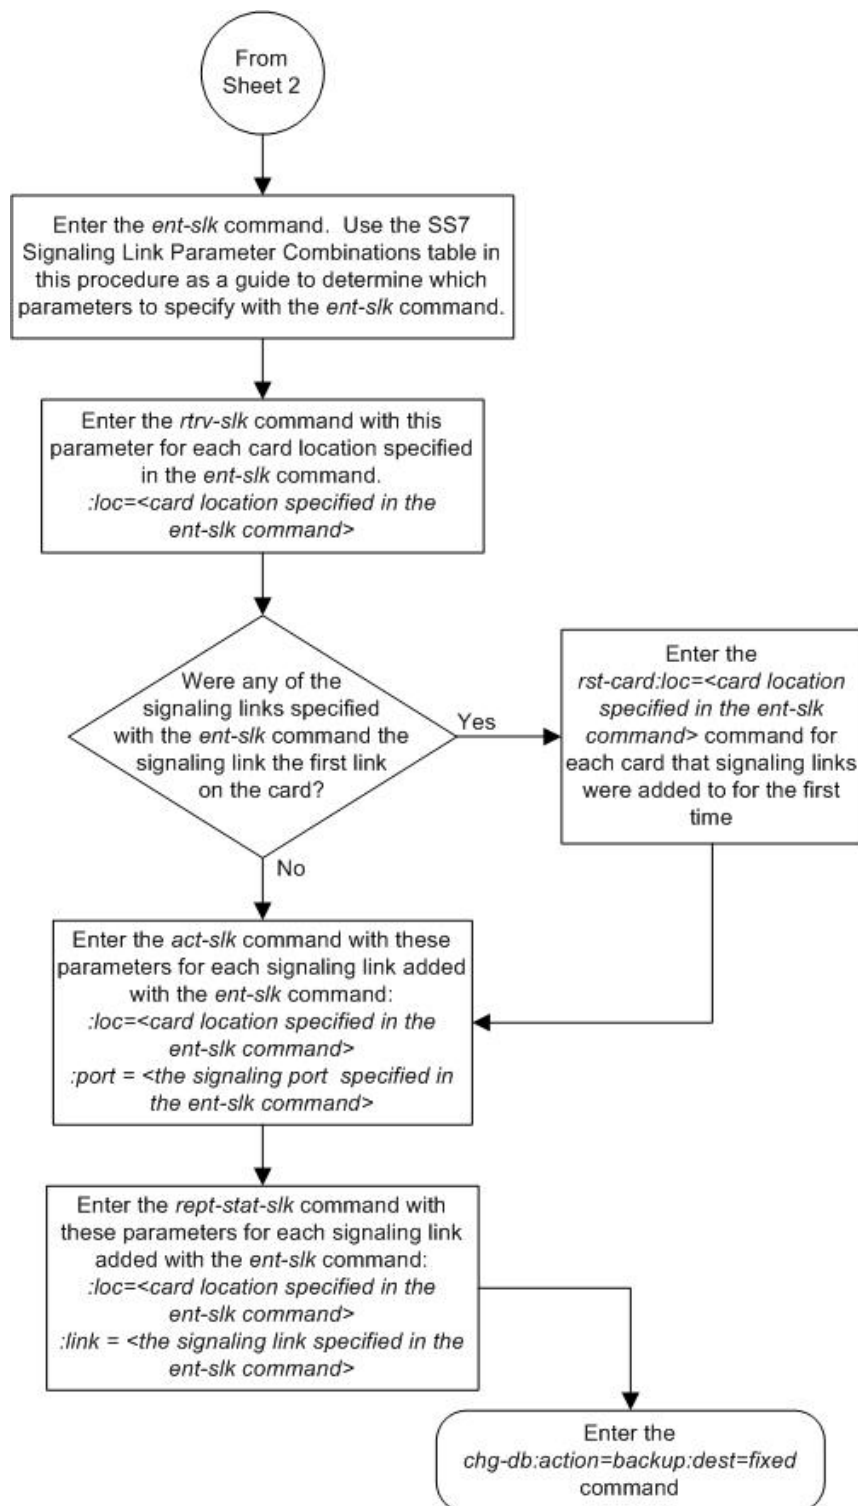 From
Sheet 2
Enter the ent-slk command. Use the SS7
Signaling Link Parameter Combinations table in
this procedure as a guide to determine which
parameters to specify with the ent-slk command.
Enter the rtrv-slk command with this
parameter for each card location specified
in the ent-slk command.
:loc=<card location specified in the
ent-slk command>
Were any of the
signaling links specified
with the ent-slk command the
signaling link the first link
on the card?
Yes
Enter the
rst-card:loc=<card location
specified in the ent-slk
command> command for
each card that signaling links
were added to for the first
time
No
Enter the act-slk command with these
parameters for each signaling link added
with the ent-slk command:
:loc=<card location specified in the
ent-slk command>
:port = <the signaling port specified in
the ent-slk command>
Enter the rept-stat-slk command with
these parameters for each signaling link
added with the ent-slk command:
:loc=<card location specified in the
ent-slk command>
:link = <the signaling link specified in the
ent-slk command>
Enter the
chg-db:action=backup:dest=fixed
command